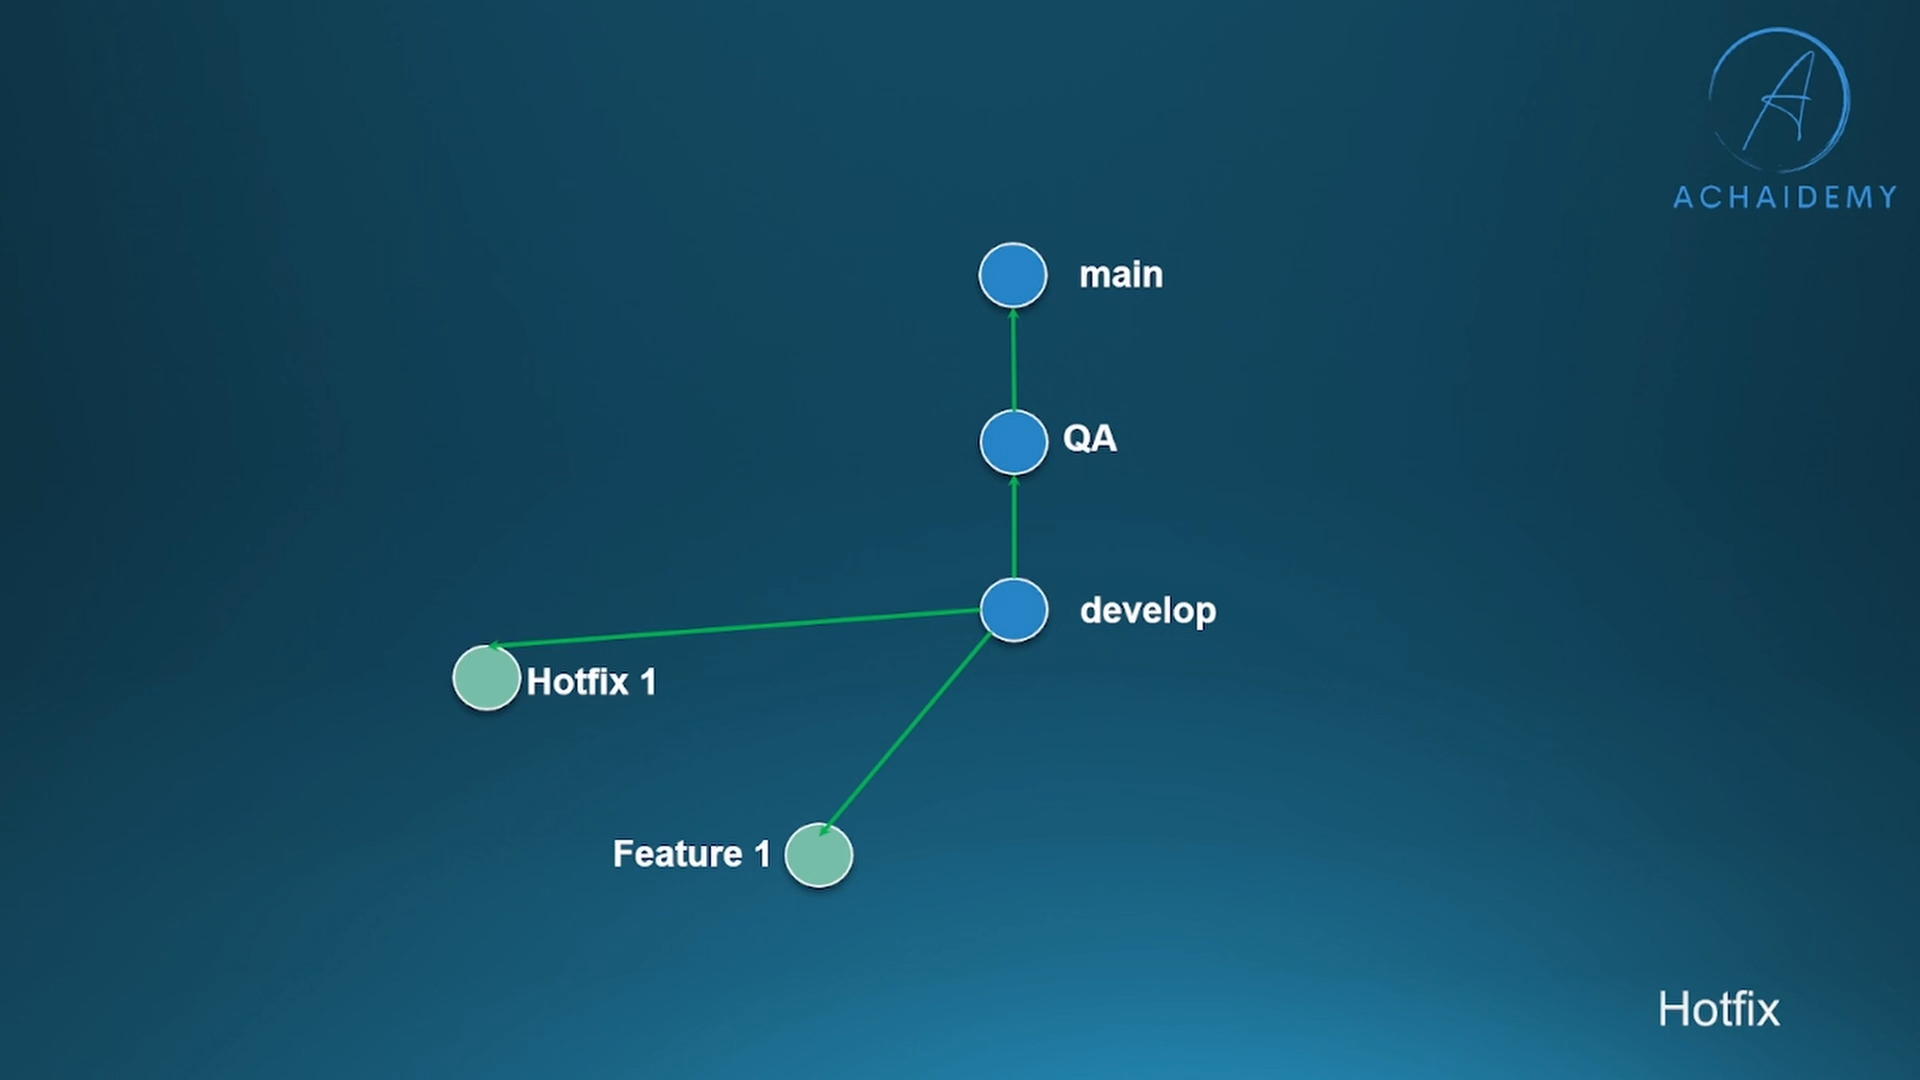 ACHAIDEMY
main
QA
develop
Hotfix 1
Feature 1
Hotfix